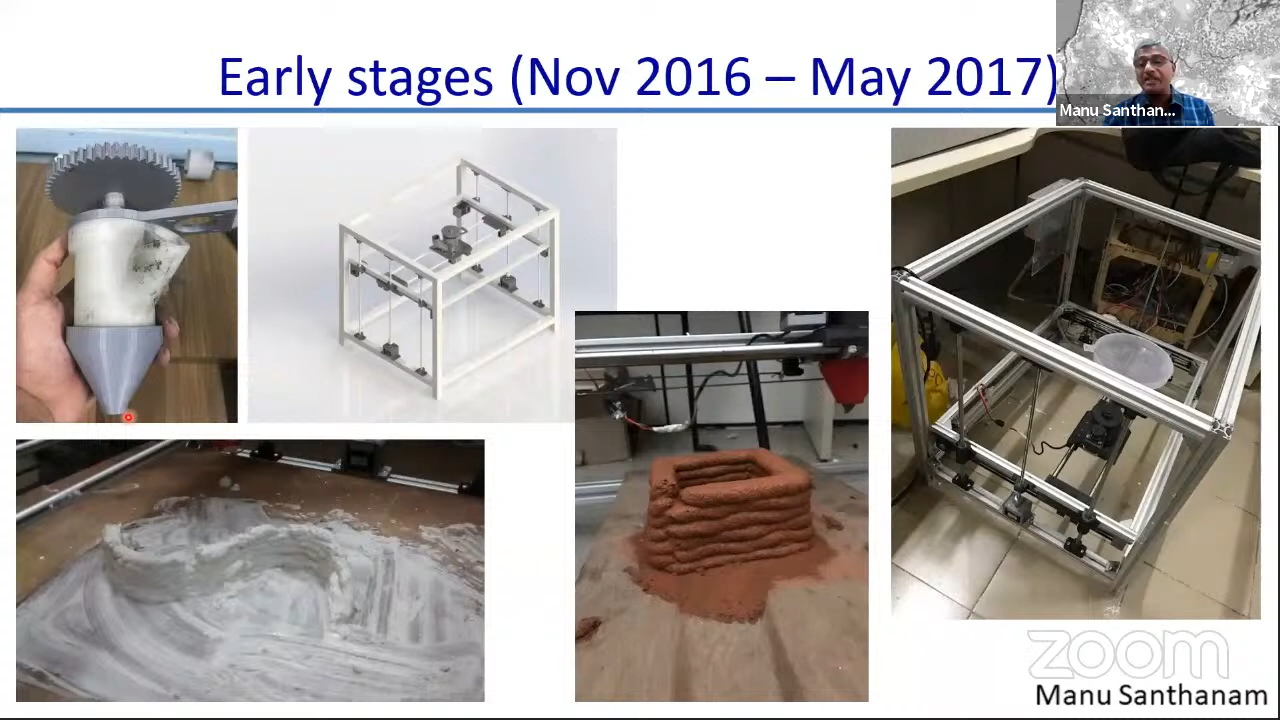 Early stages (Nov 2016 – May 2017)
Manu Santhan...
zoom
Manu Santhanam